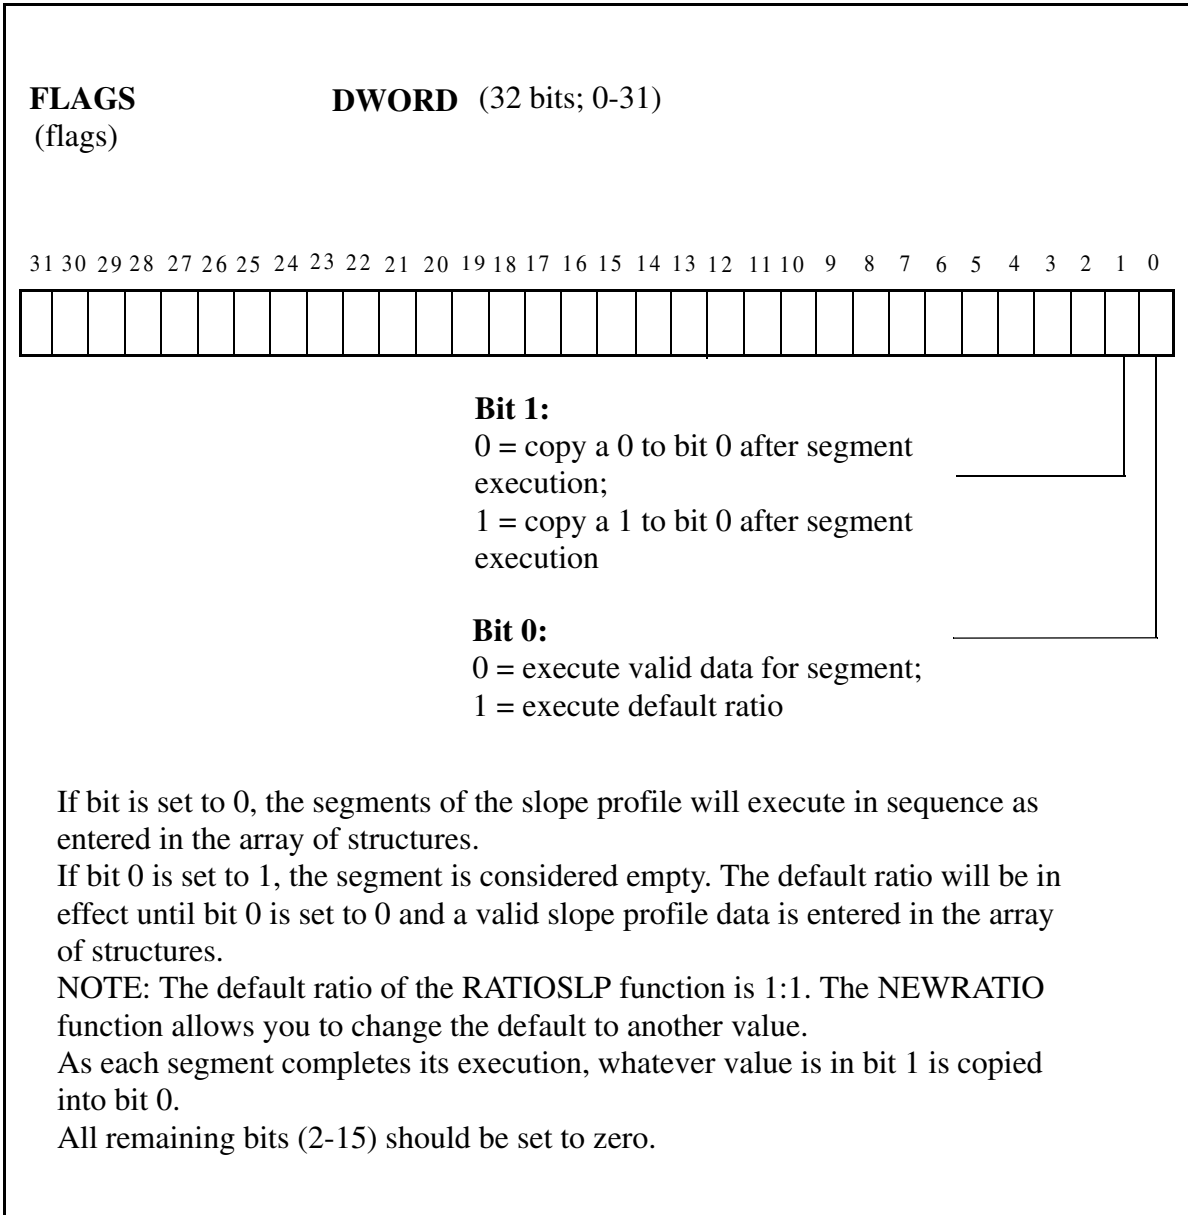 FLAGS DWORD (32 bits; 0-31)
(flags)
31 30 29 28 27 26 25 24 23 22 21 20 19 18 17 16 15 14 13 12 11 10 9 8 7 6 5 4 3 2 1 0
Bit 1:
0 = copy a 0 to bit 0 after segment
execution;
1 = copy a 1 to bit 0 after segment
execution
Bit 0:
0 = execute valid data for segment;
1 = execute default ratio
If bit is set to 0, the segments of the slope profile will execute in sequence as
entered in the array of structures.
If bit 0 is set to 1, the segment is considered empty. The default ratio will be in
effect until bit 0 is set to 0 and a valid slope profile data is entered in the array
of structures.
NOTE: The default ratio of the RATIOSLP function is 1:1. The NEWRATIO
function allows you to change the default to another value.
As each segment completes its execution, whatever value is in bit 1 is copied
into bit 0.
All remaining bits (2-15) should be set to zero.